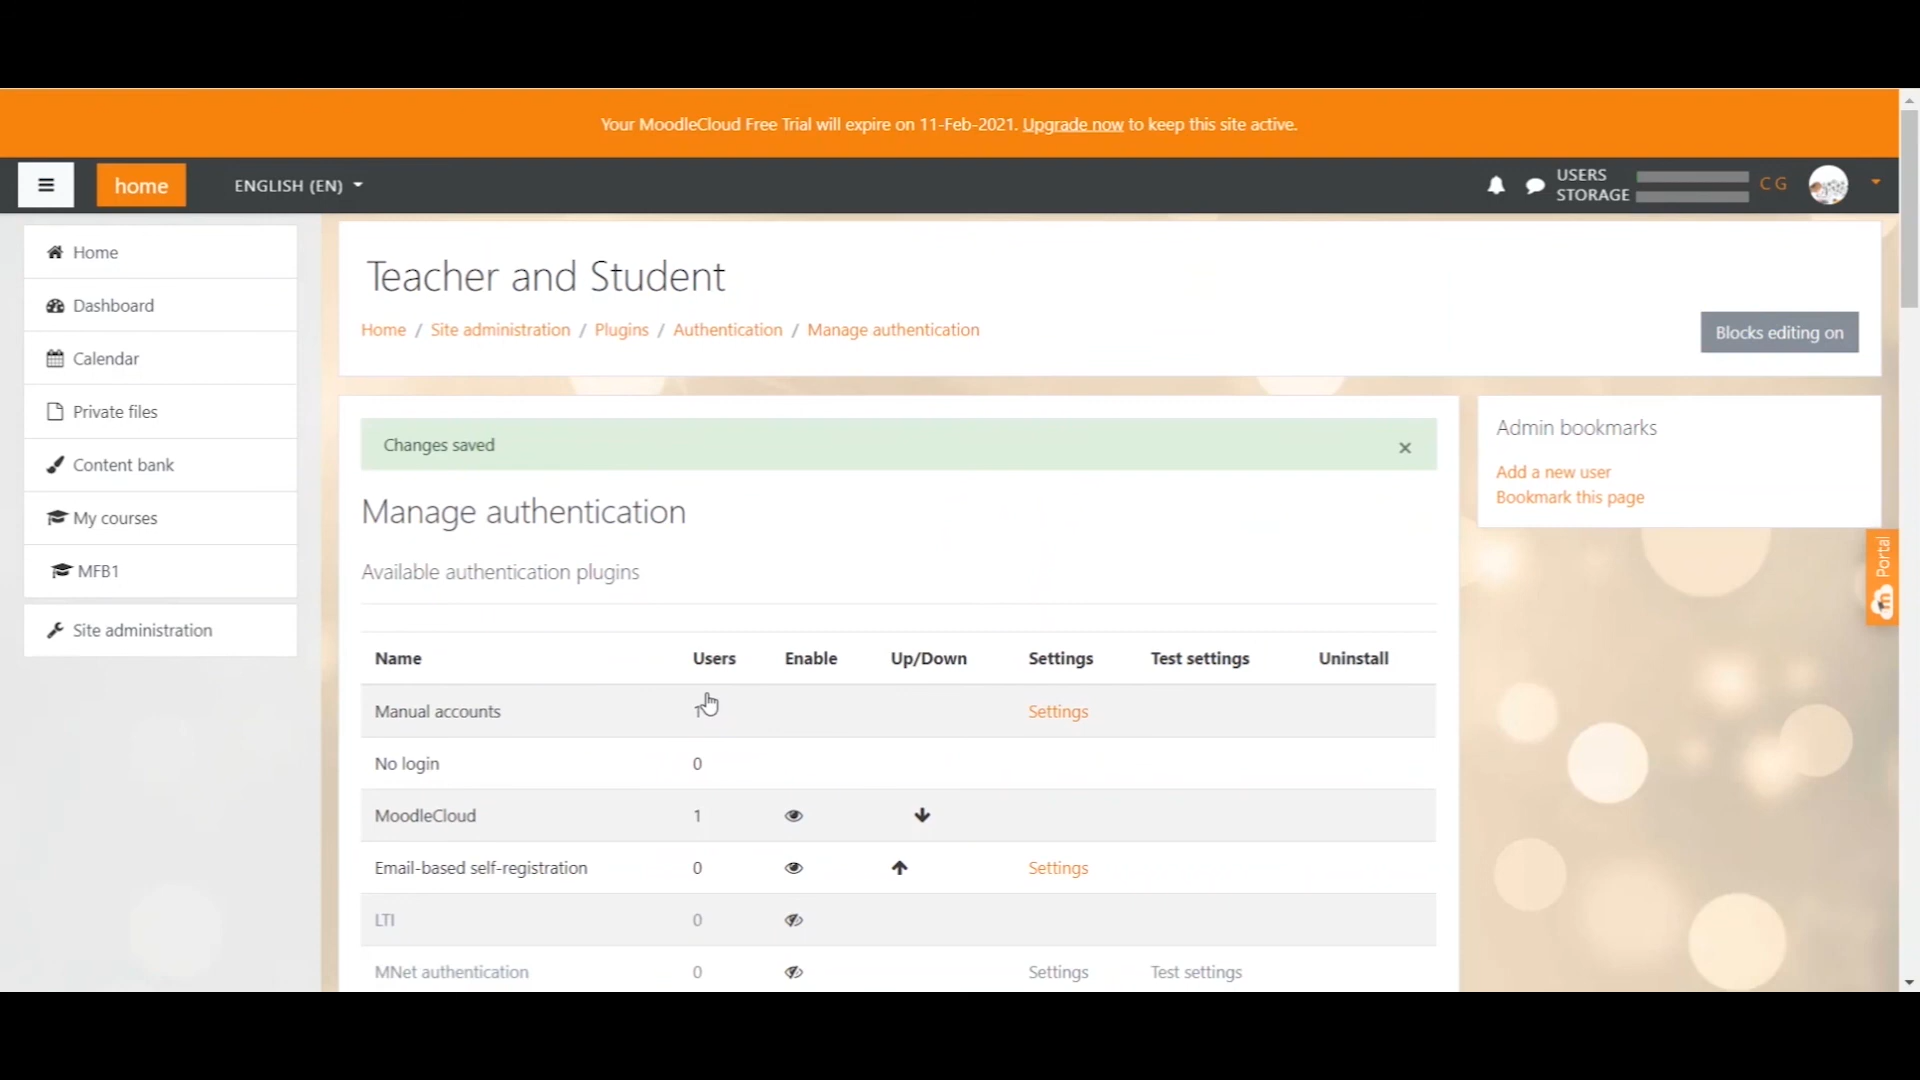 Your MoodleCloud Free Trial will expire on 11-Feb-2021. Upgrade now to keep this site active.
home
ENGLISH (EN)
USERS
STORAGE
C G
Home
Dashboard
Calendar
Private files
Content bank
My courses
MFB1
Site administration
Teacher and Student
Home / Site administration / Plugins / Authentication / Manage authentication
Blocks editing on
Changes saved
×
Manage authentication
Available authentication plugins
Name Users Enable Up/Down Settings Test settings Uninstall
Manual accounts 1 Settings
No login 0
MoodleCloud 1
Email-based self-registration 0 Settings
LTI 0
MNet authentication 0 Settings Test settings
Admin bookmarks
Add a new user
Bookmark this page
Portal